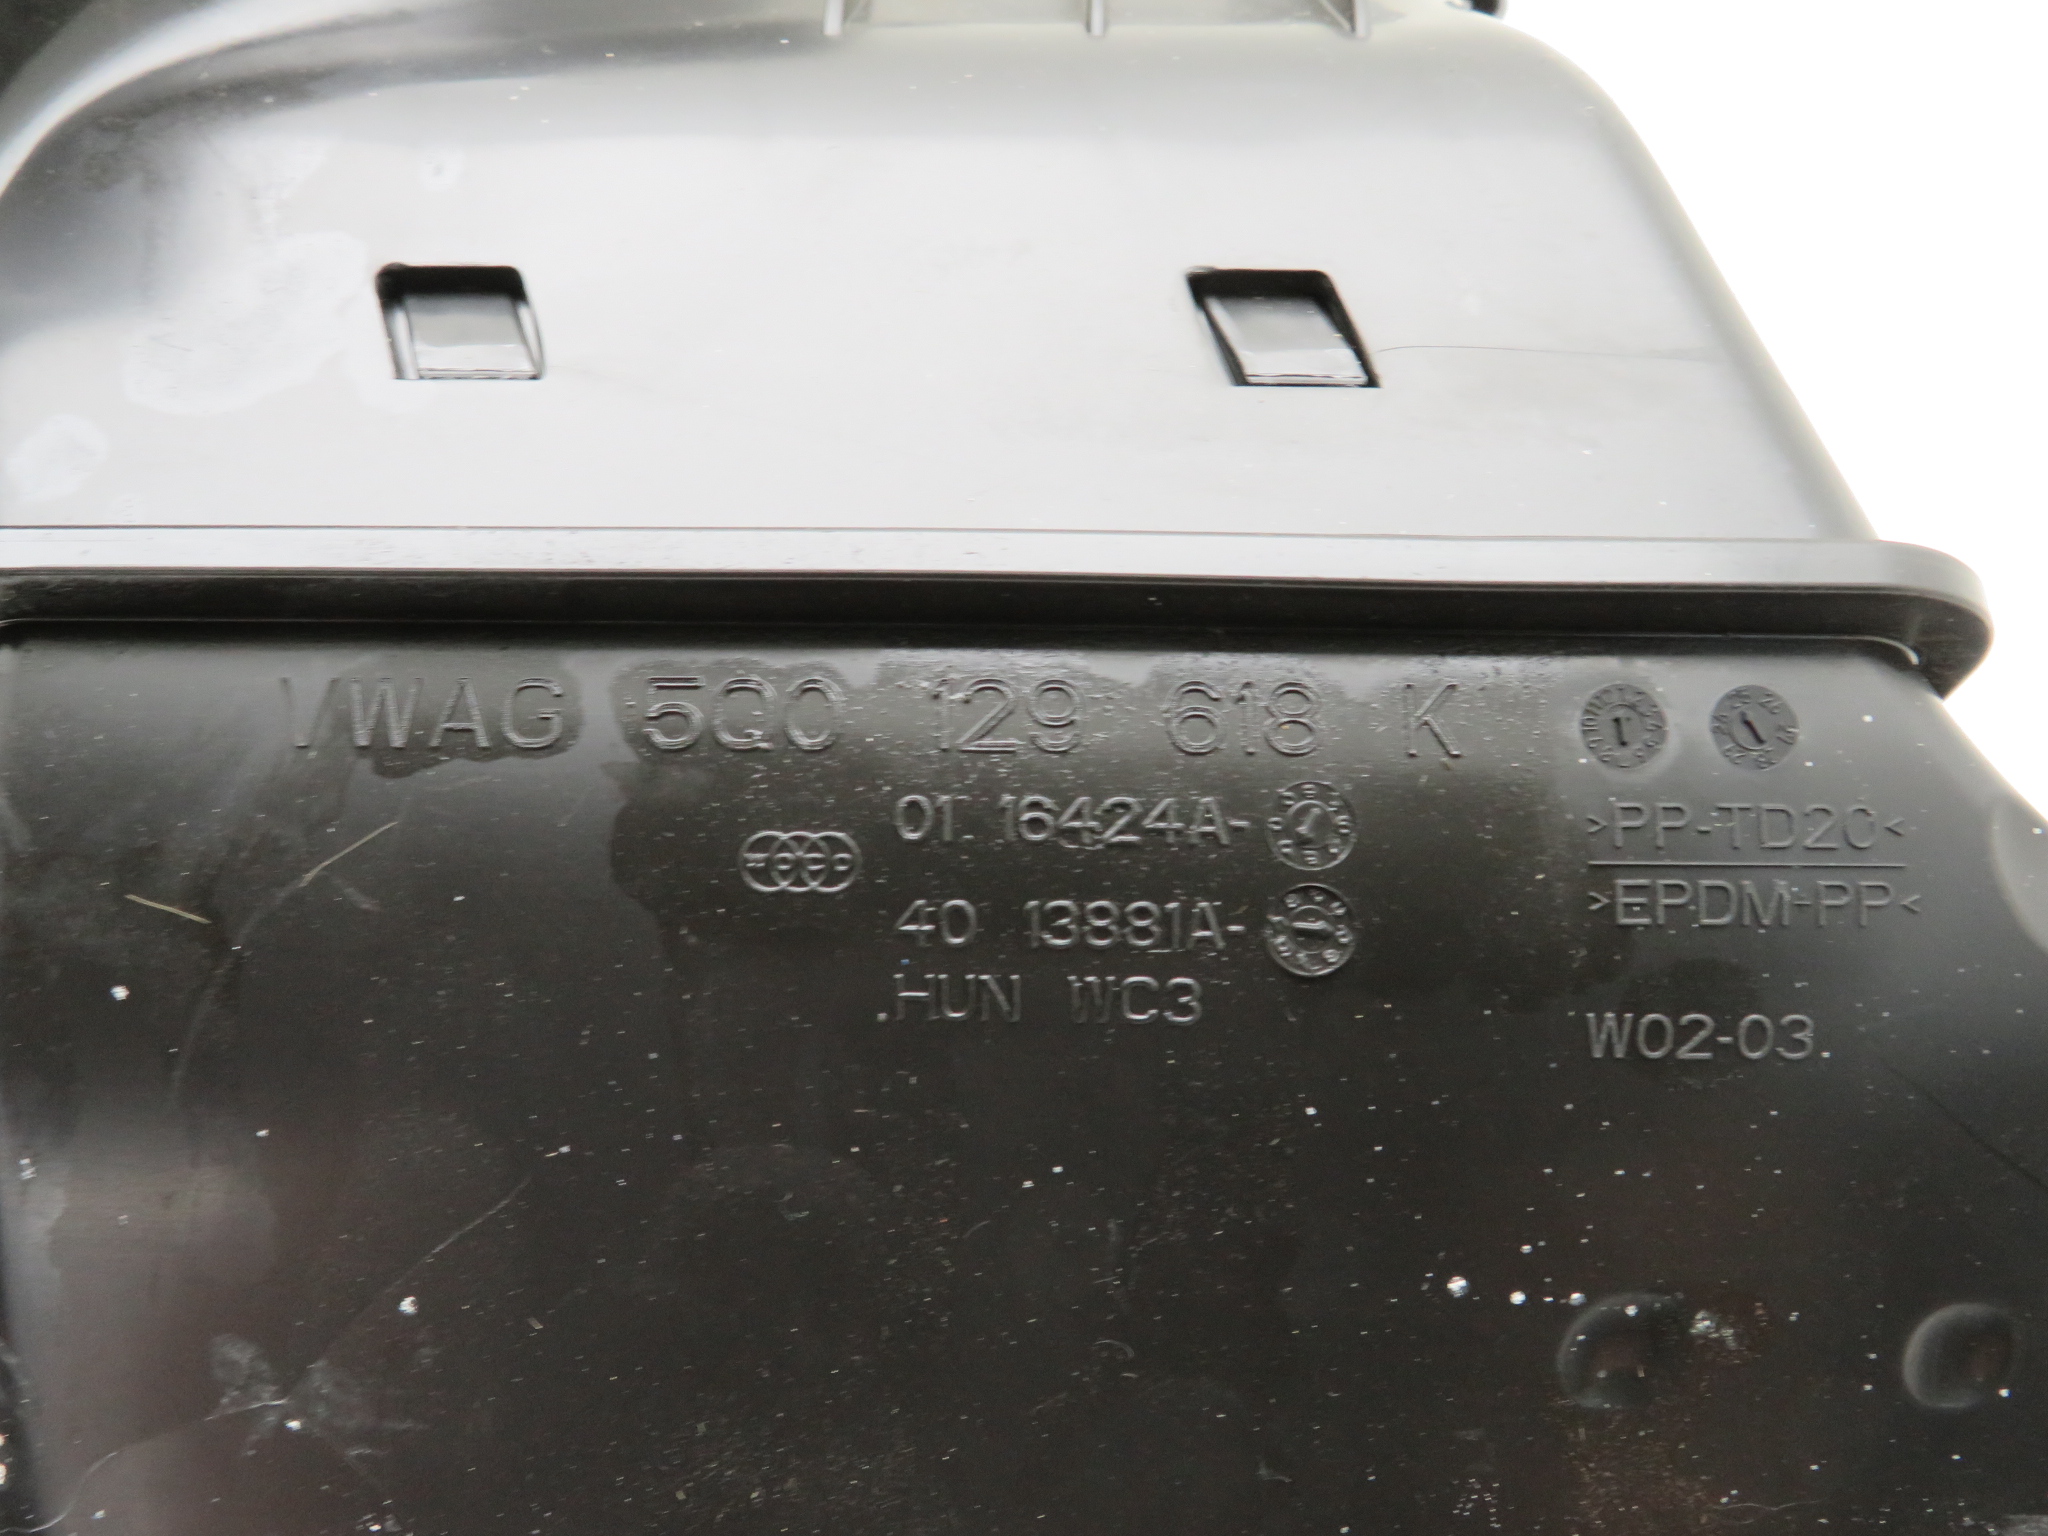 VWAG 5Q0 129 618 K
01 16424A-
>PP-TD20<
40 13881A-
>EPDM-PP<
.HUN WC3
W02-03.